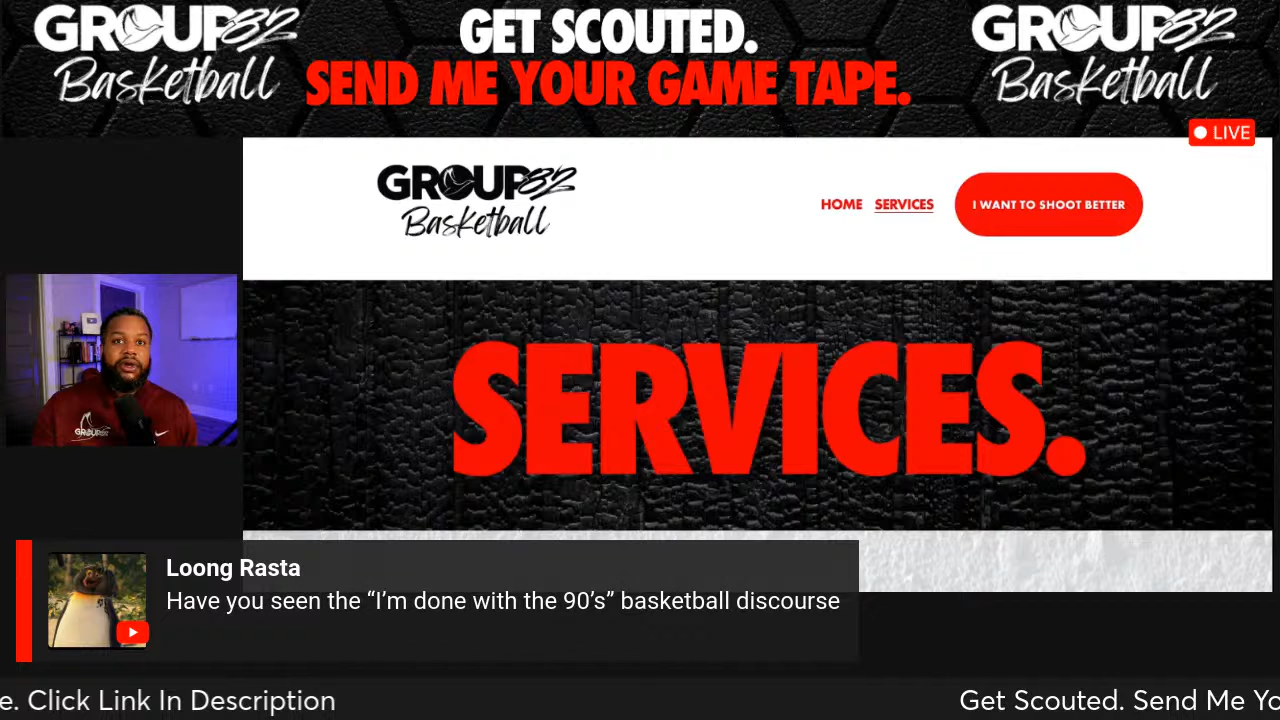 GROUP82
Basketball
GET SCOUTED.
SEND ME YOUR GAME TAPE.
GROUP82
Basketball
LIVE
GROUP82
Basketball
HOME SERVICES I WANT TO SHOOT BETTER
SERVICES.
GROUP82
Loong Rasta
Have you seen the “I’m done with the 90’s” basketball discourse
e. Click Link In Description
Get Scouted. Send Me Yo